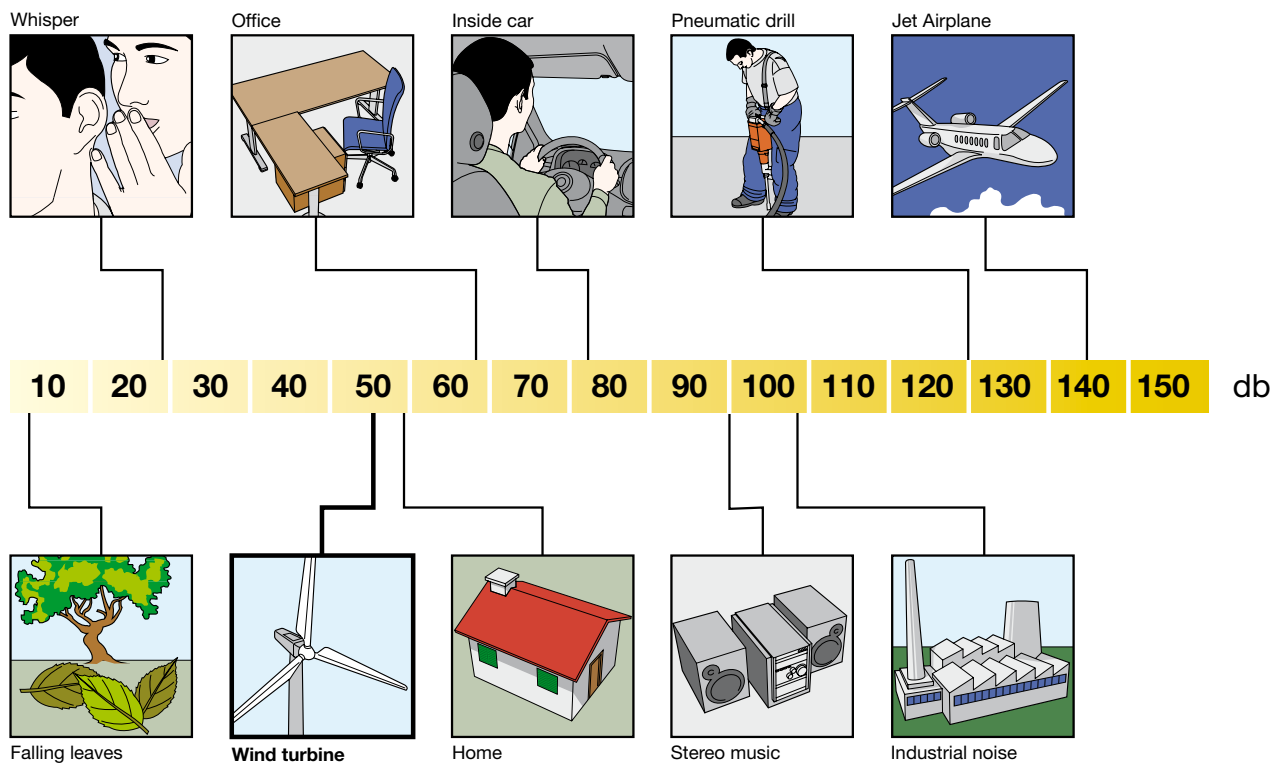 Whisper
Office
Inside car
Pneumatic drill
Jet Airplane
10 20 30 40 50 60 70 80 90 100 110 120 130 140 150 db
Falling leaves
Wind turbine
Home
Stereo music
Industrial noise